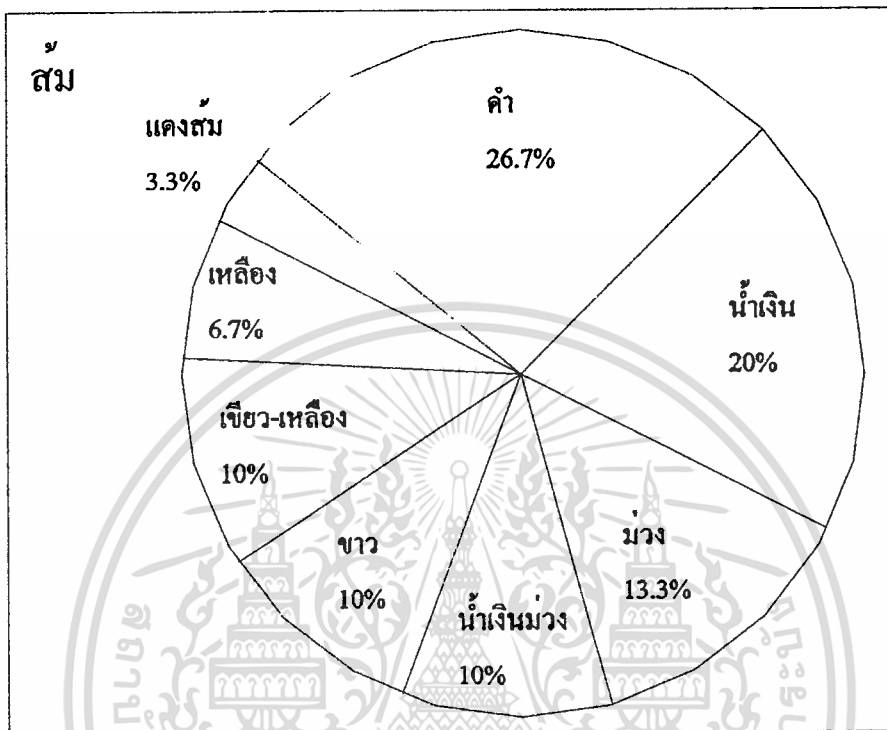 ส้ม
ดำ
26.7%
แดงส้ม
3.3%
น้ำเงิน
20%
เหลือง
6.7%
เขียว-เหลือง
10%
ม่วง
13.3%
ขาว
10%
น้ำเงินม่วง
10%